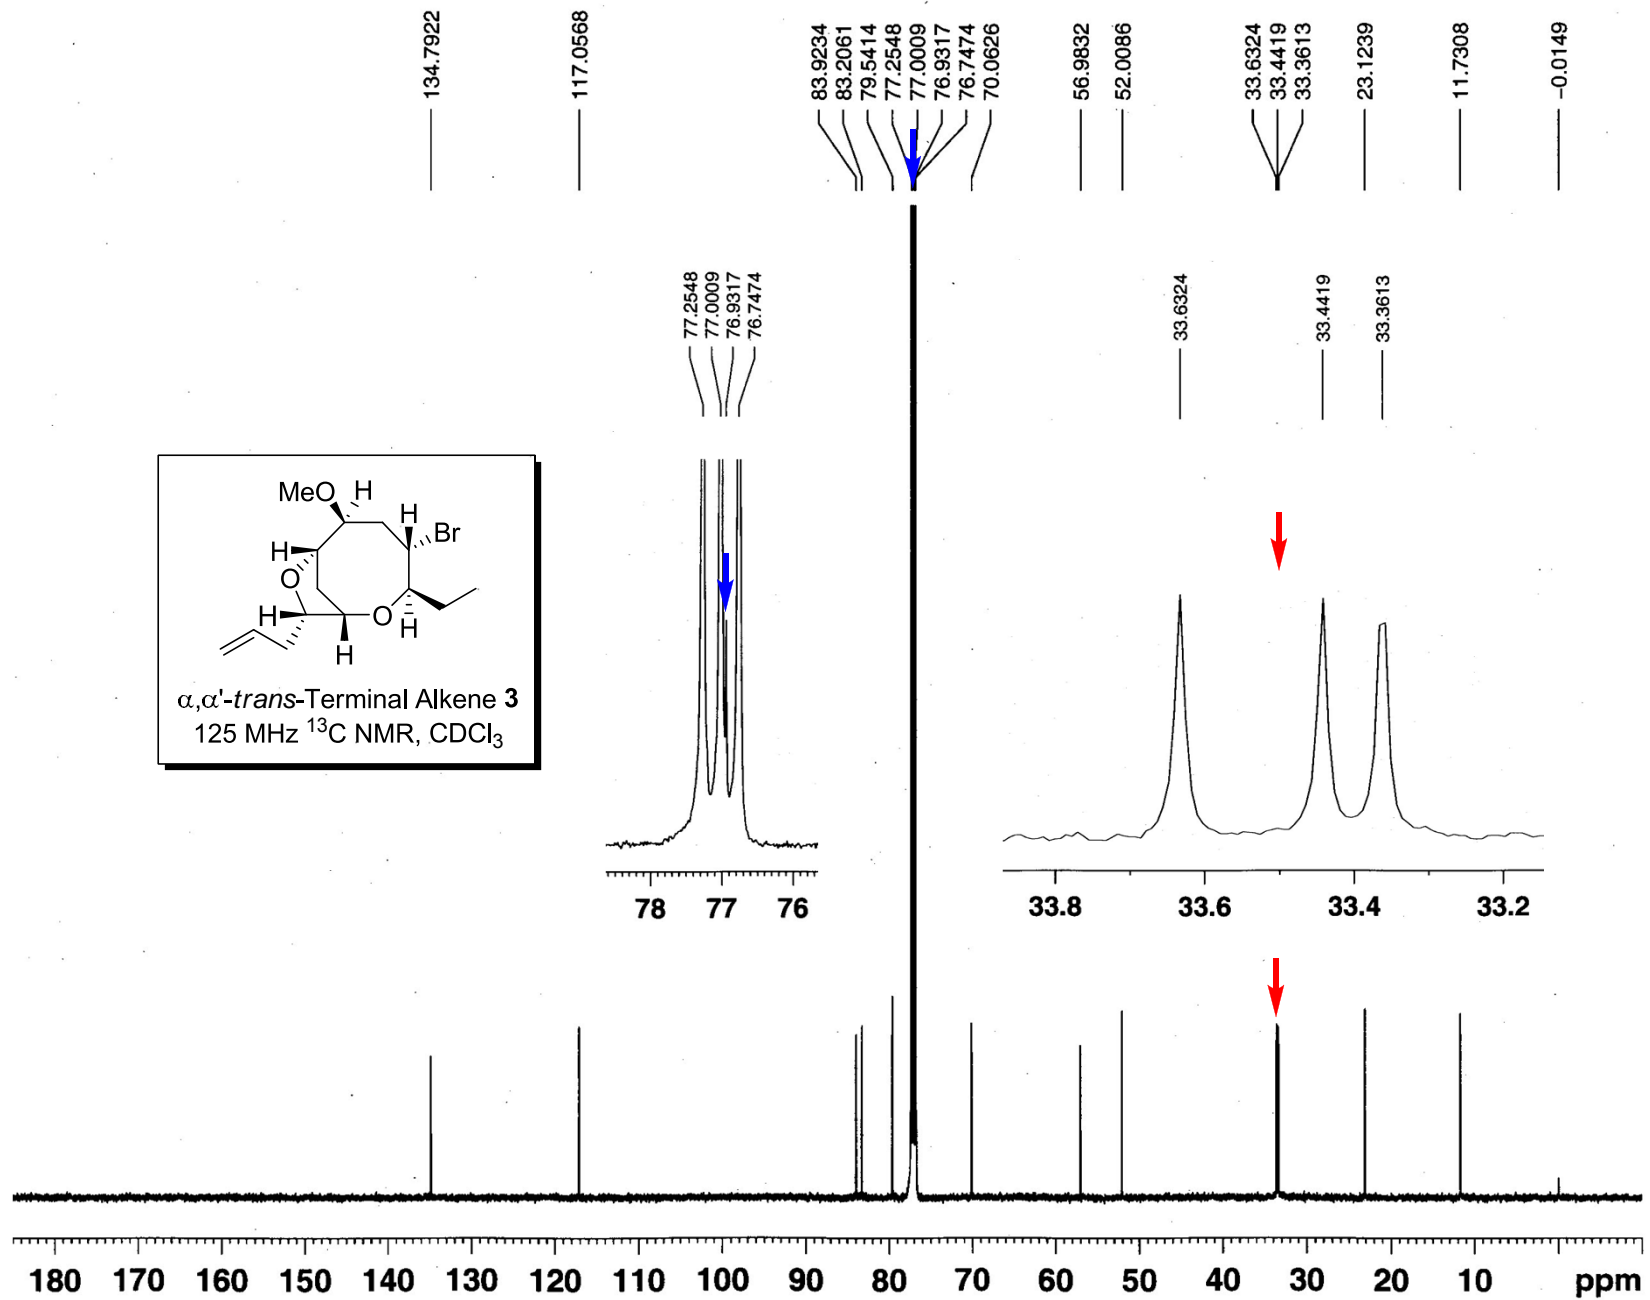 134.7922
117.0568
83.9234
83.2061
79.5414
77.2548
77.0009
76.9317
76.7474
70.0626
56.9832
52.0086
33.6324
33.4419
33.3613
23.1239
11.7308
-0.0149
77.2548
77.0009
76.9317
76.7474
33.6324
33.4419
33.3613
MeO H
H
Br
H
O
H
O
H
H
α,α'-trans-Terminal Alkene 3
125 MHz ¹³C NMR, CDCl₃
78 77 76
33.8 33.6 33.4 33.2
180 170 160 150 140 130 120 110 100 90 80 70 60 50 40 30 20 10 ppm